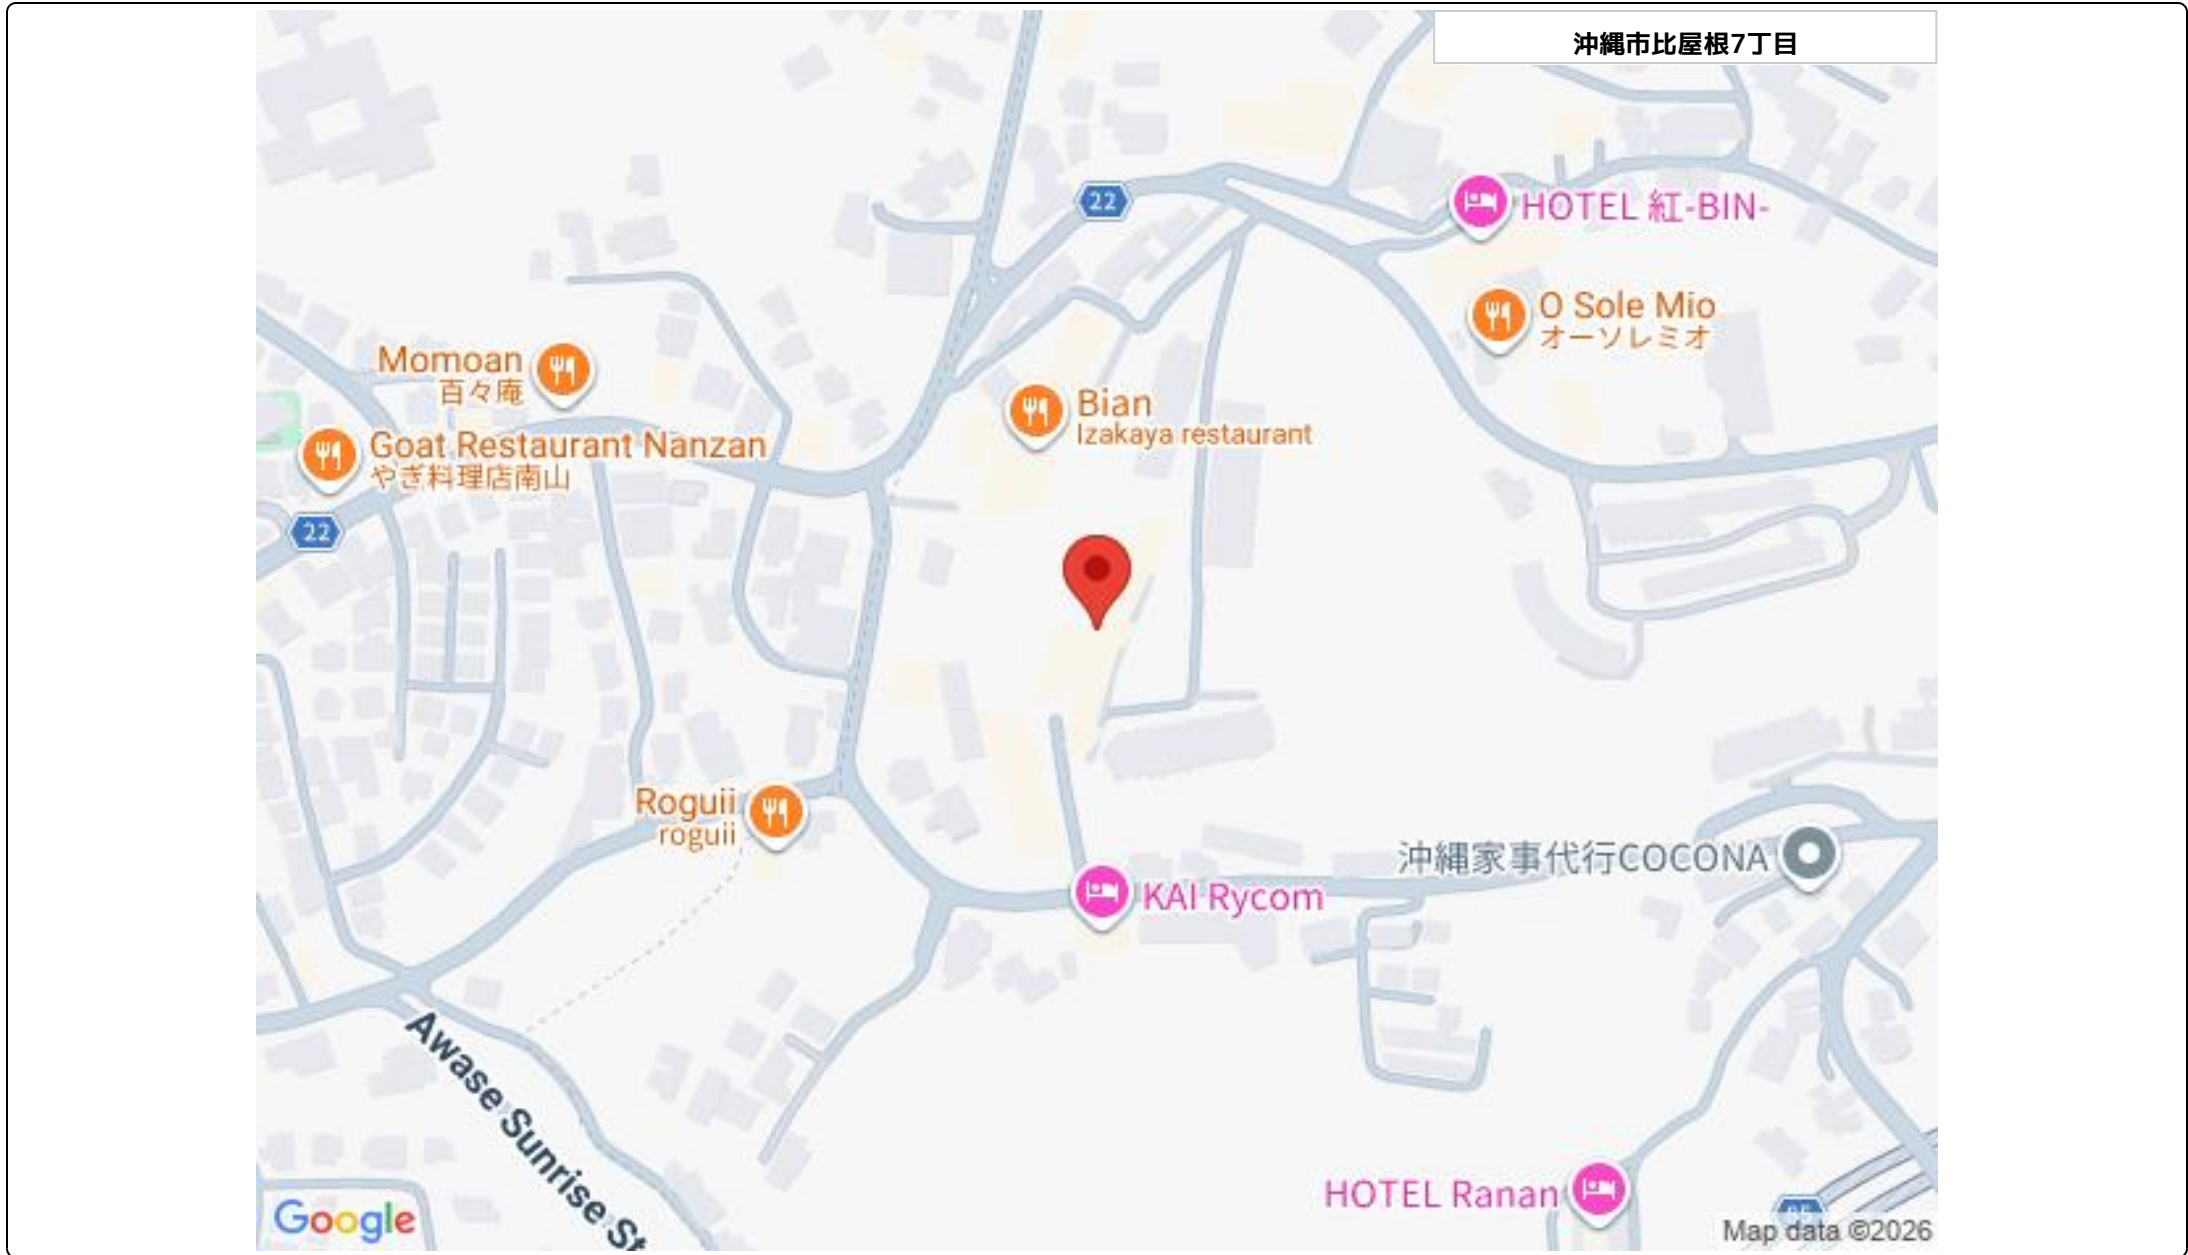 沖縄市比屋根7丁目
22
HOTEL 紅-BIN-
O Sole Mio
オーソレミオ
Momoan
百々庵
Bian
Izakaya restaurant
Goat Restaurant Nanzan
やぎ料理店南山
22
Roguii
roguii
沖縄家事代行COCONA
KAI Rycom
Awase Sunrise St
HOTEL Ranan
Google
Map data ©2026